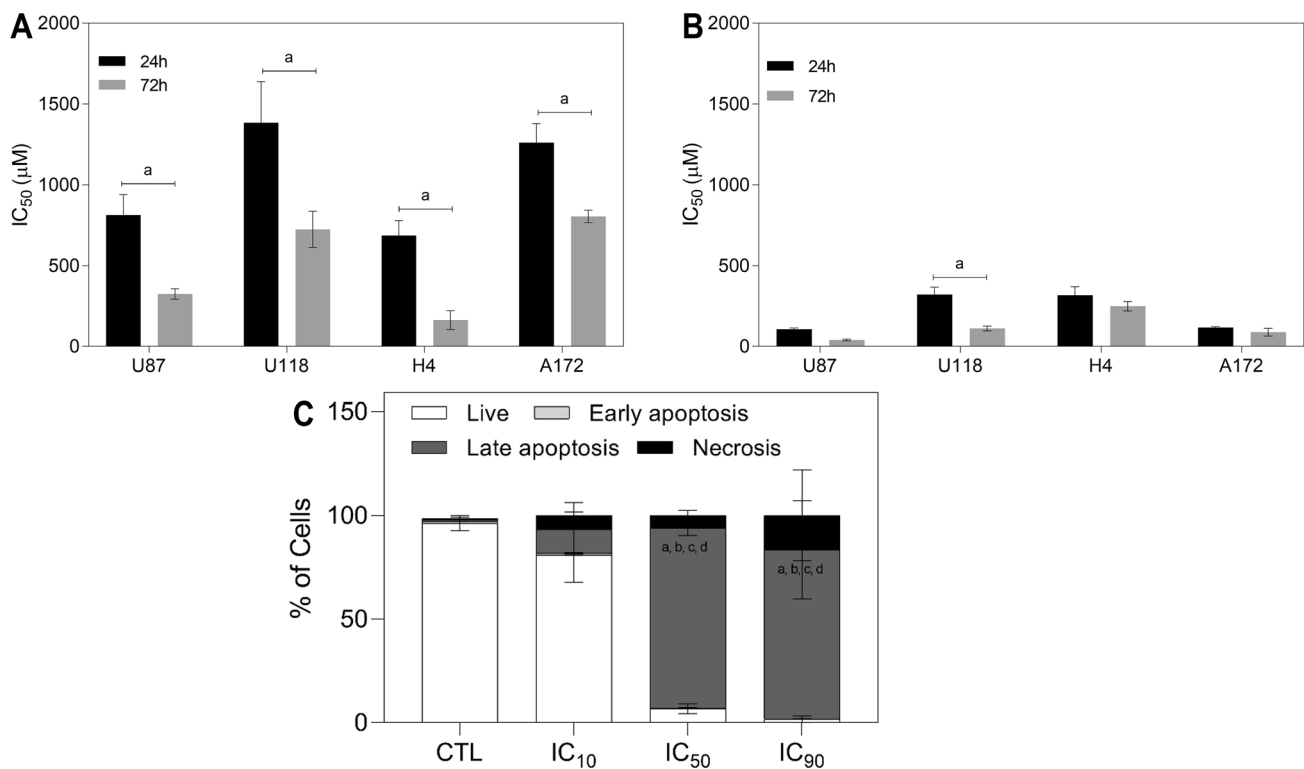 A
2000
1500
1000
500
0
IC50 (μM)
24h
72h
a
a
a
a
U87
U118
H4
A172
B
2000
1500
1000
500
0
IC50 (μM)
24h
72h
a
U87
U118
H4
A172
C
150
100
50
0
% of Cells
Live
Early apoptosis
Late apoptosis
Necrosis
a, b, c, d
a, b, c, d
CTL
IC10
IC50
IC90